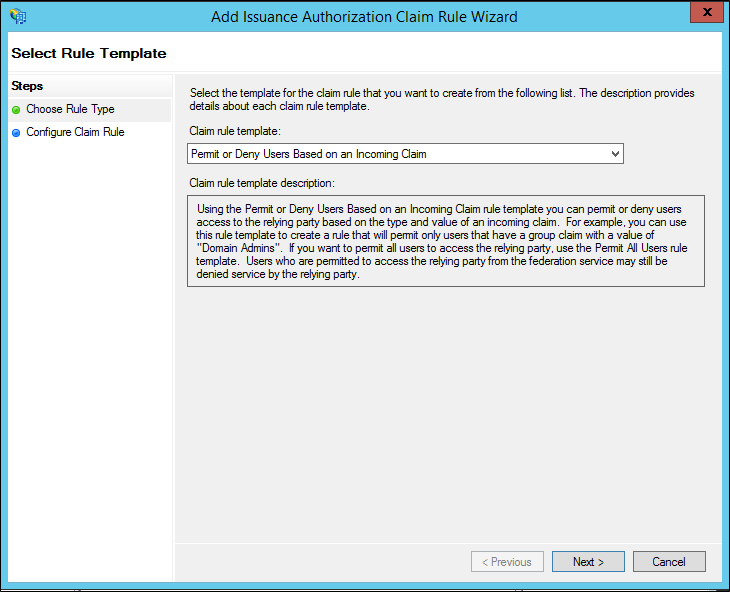 Add Issuance Authorization Claim Rule Wizard
X
Select Rule Template
Steps
Choose Rule Type
Configure Claim Rule
Select the template for the claim rule that you want to create from the following list. The description provides
details about each claim rule template.
Claim rule template:
Permit or Deny Users Based on an Incoming Claim
Claim rule template description:
Using the Permit or Deny Users Based on an Incoming Claim rule template you can permit or deny users
access to the relying party based on the type and value of an incoming claim. For example, you can use
this rule template to create a rule that will permit only users that have a group claim with a value of
"Domain Admins". If you want to permit all users to access the relying party, use the Permit All Users rule
template. Users who are permitted to access the relying party from the federation service may still be
denied service by the relying party.
< Previous
Next >
Cancel